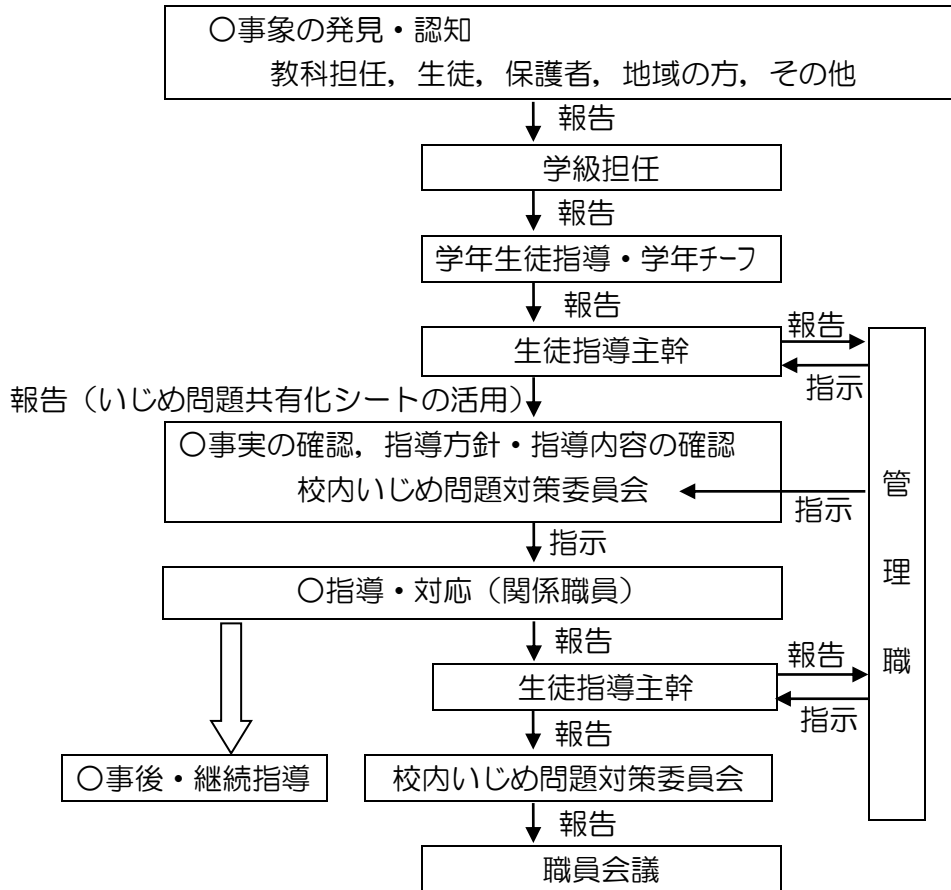 〇事象の発見・認知
教科担任，生徒，保護者，地域の方，その他
報告
学級担任
報告
学年生徒指導・学年ﾁｰﾌ
報告
生徒指導主幹
報告
指示
報告（いじめ問題共有化シートの活用）
〇事実の確認，指導方針・指導内容の確認
校内いじめ問題対策委員会
指示
管理職
指示
〇指導・対応（関係職員）
報告
生徒指導主幹
報告
指示
報告
〇事後・継続指導
校内いじめ問題対策委員会
報告
職員会議